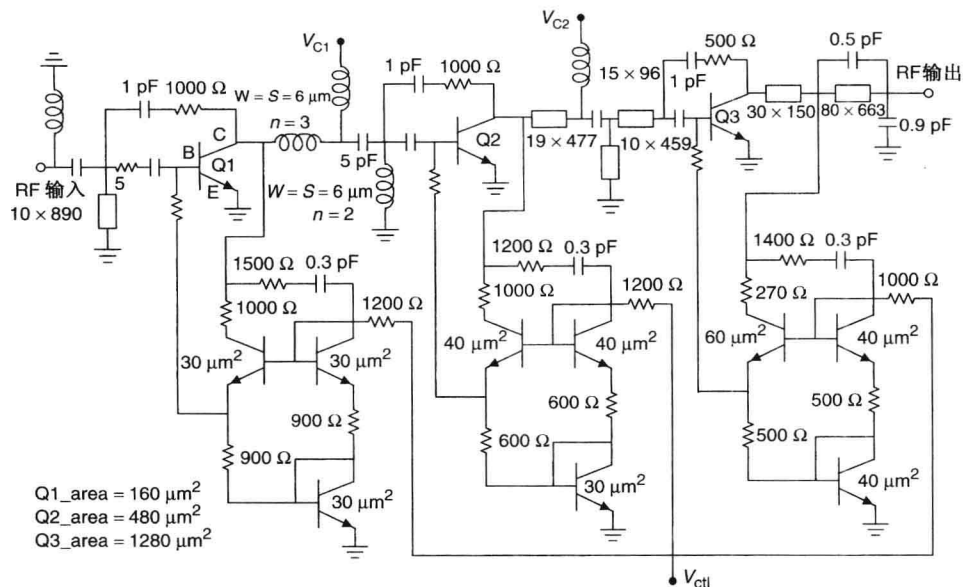 V_C1
V_C2
1 pF
1000 Ω
W = S = 6 μm
n = 3
C
B
Q1
E
5
RF 输入
10 × 890
5 pF
W = S = 6 μm
n = 2
1 pF
1000 Ω
Q2
19 × 477
15 × 96
10 × 459
1 pF
500 Ω
Q3
30 × 150
0.5 pF
80 × 663
RF 输出
0.9 pF
1500 Ω
0.3 pF
1000 Ω
1200 Ω
30 μm²
30 μm²
900 Ω
900 Ω
30 μm²
1200 Ω
0.3 pF
1000 Ω
1200 Ω
40 μm²
40 μm²
600 Ω
600 Ω
30 μm²
1400 Ω
0.3 pF
270 Ω
1000 Ω
60 μm²
40 μm²
500 Ω
500 Ω
40 μm²
Q1_area = 160 μm²
Q2_area = 480 μm²
Q3_area = 1280 μm²
V_ctl